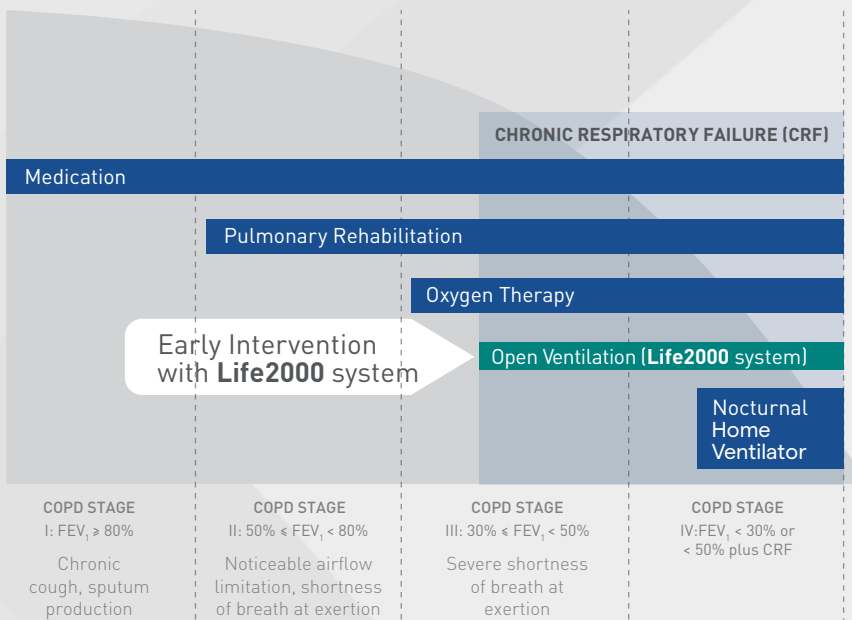 CHRONIC RESPIRATORY FAILURE (CRF)
Medication
Pulmonary Rehabilitation
Oxygen Therapy
Early Intervention
with Life2000 system
Open Ventilation (Life2000 system)
Nocturnal
Home
Ventilator
COPD STAGE
I: FEV₁ ⩾ 80%
Chronic
cough, sputum
production
COPD STAGE
II: 50% ⩽ FEV₁ < 80%
Noticeable airflow
limitation, shortness
of breath at exertion
COPD STAGE
III: 30% ⩽ FEV₁ < 50%
Severe shortness
of breath at
exertion
COPD STAGE
IV:FEV₁ < 30% or
< 50% plus CRF